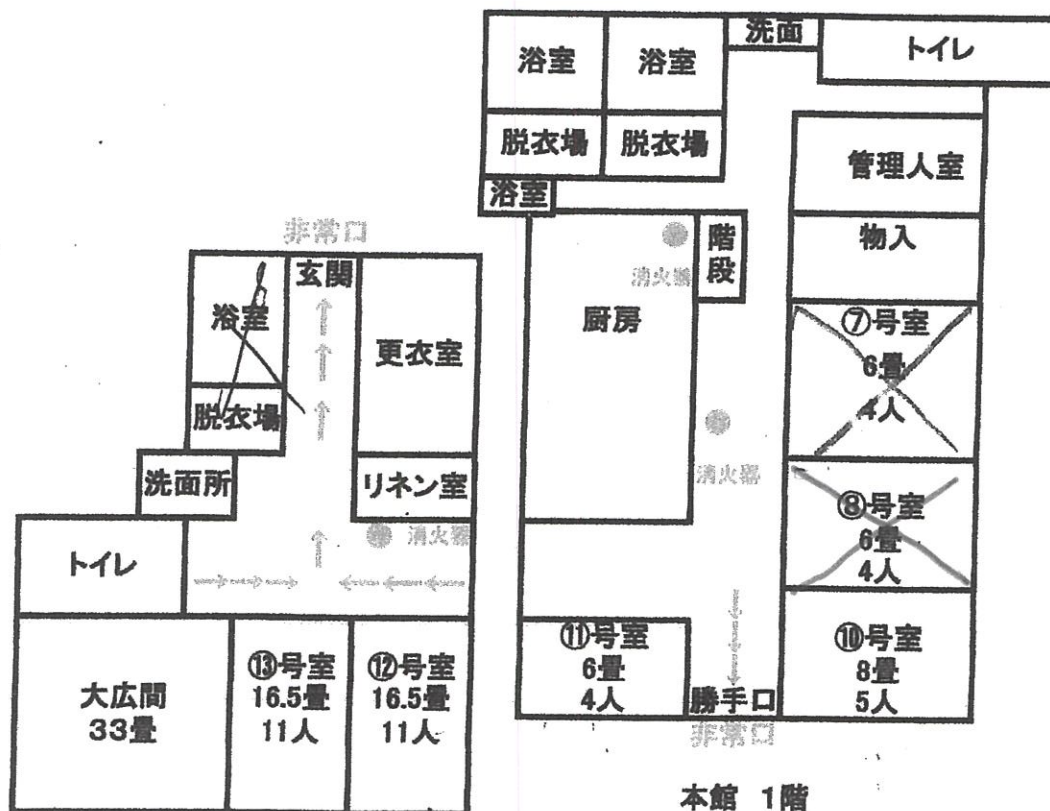 洗面
トイレ
浴室
浴室
脱衣場
脱衣場
浴室
管理人室
物入
階段
消火器
厨房
⑦号室
6畳
4人
消火器
⑧号室
6畳
4人
⑪号室
6畳
4人
⑩号室
8畳
5人
勝手口
非常口
本館 1階
非常口
玄関
浴室
更衣室
脱衣場
洗面所
リネン室
消火器
トイレ
大広間
33畳
⑬号室
16.5畳
11人
⑫号室
16.5畳
11人